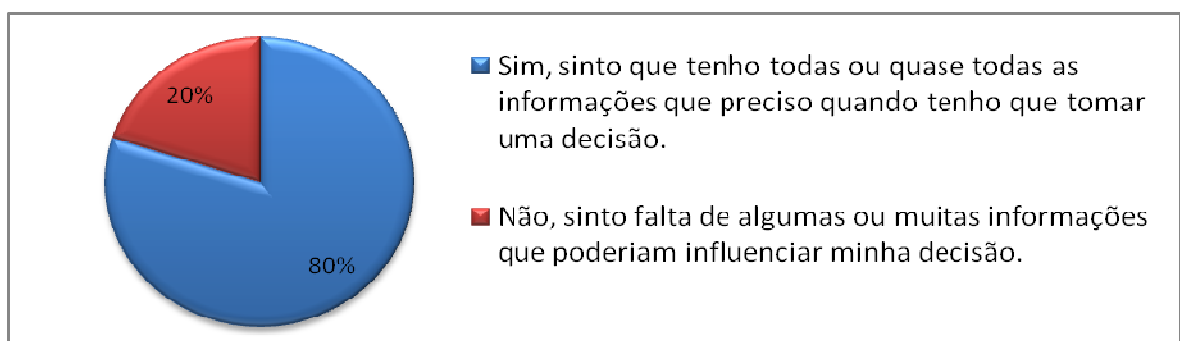 20%
80%
Sim, sinto que tenho todas ou quase todas as
informações que preciso quando tenho que tomar
uma decisão.
Não, sinto falta de algumas ou muitas informações
que poderiam influenciar minha decisão.